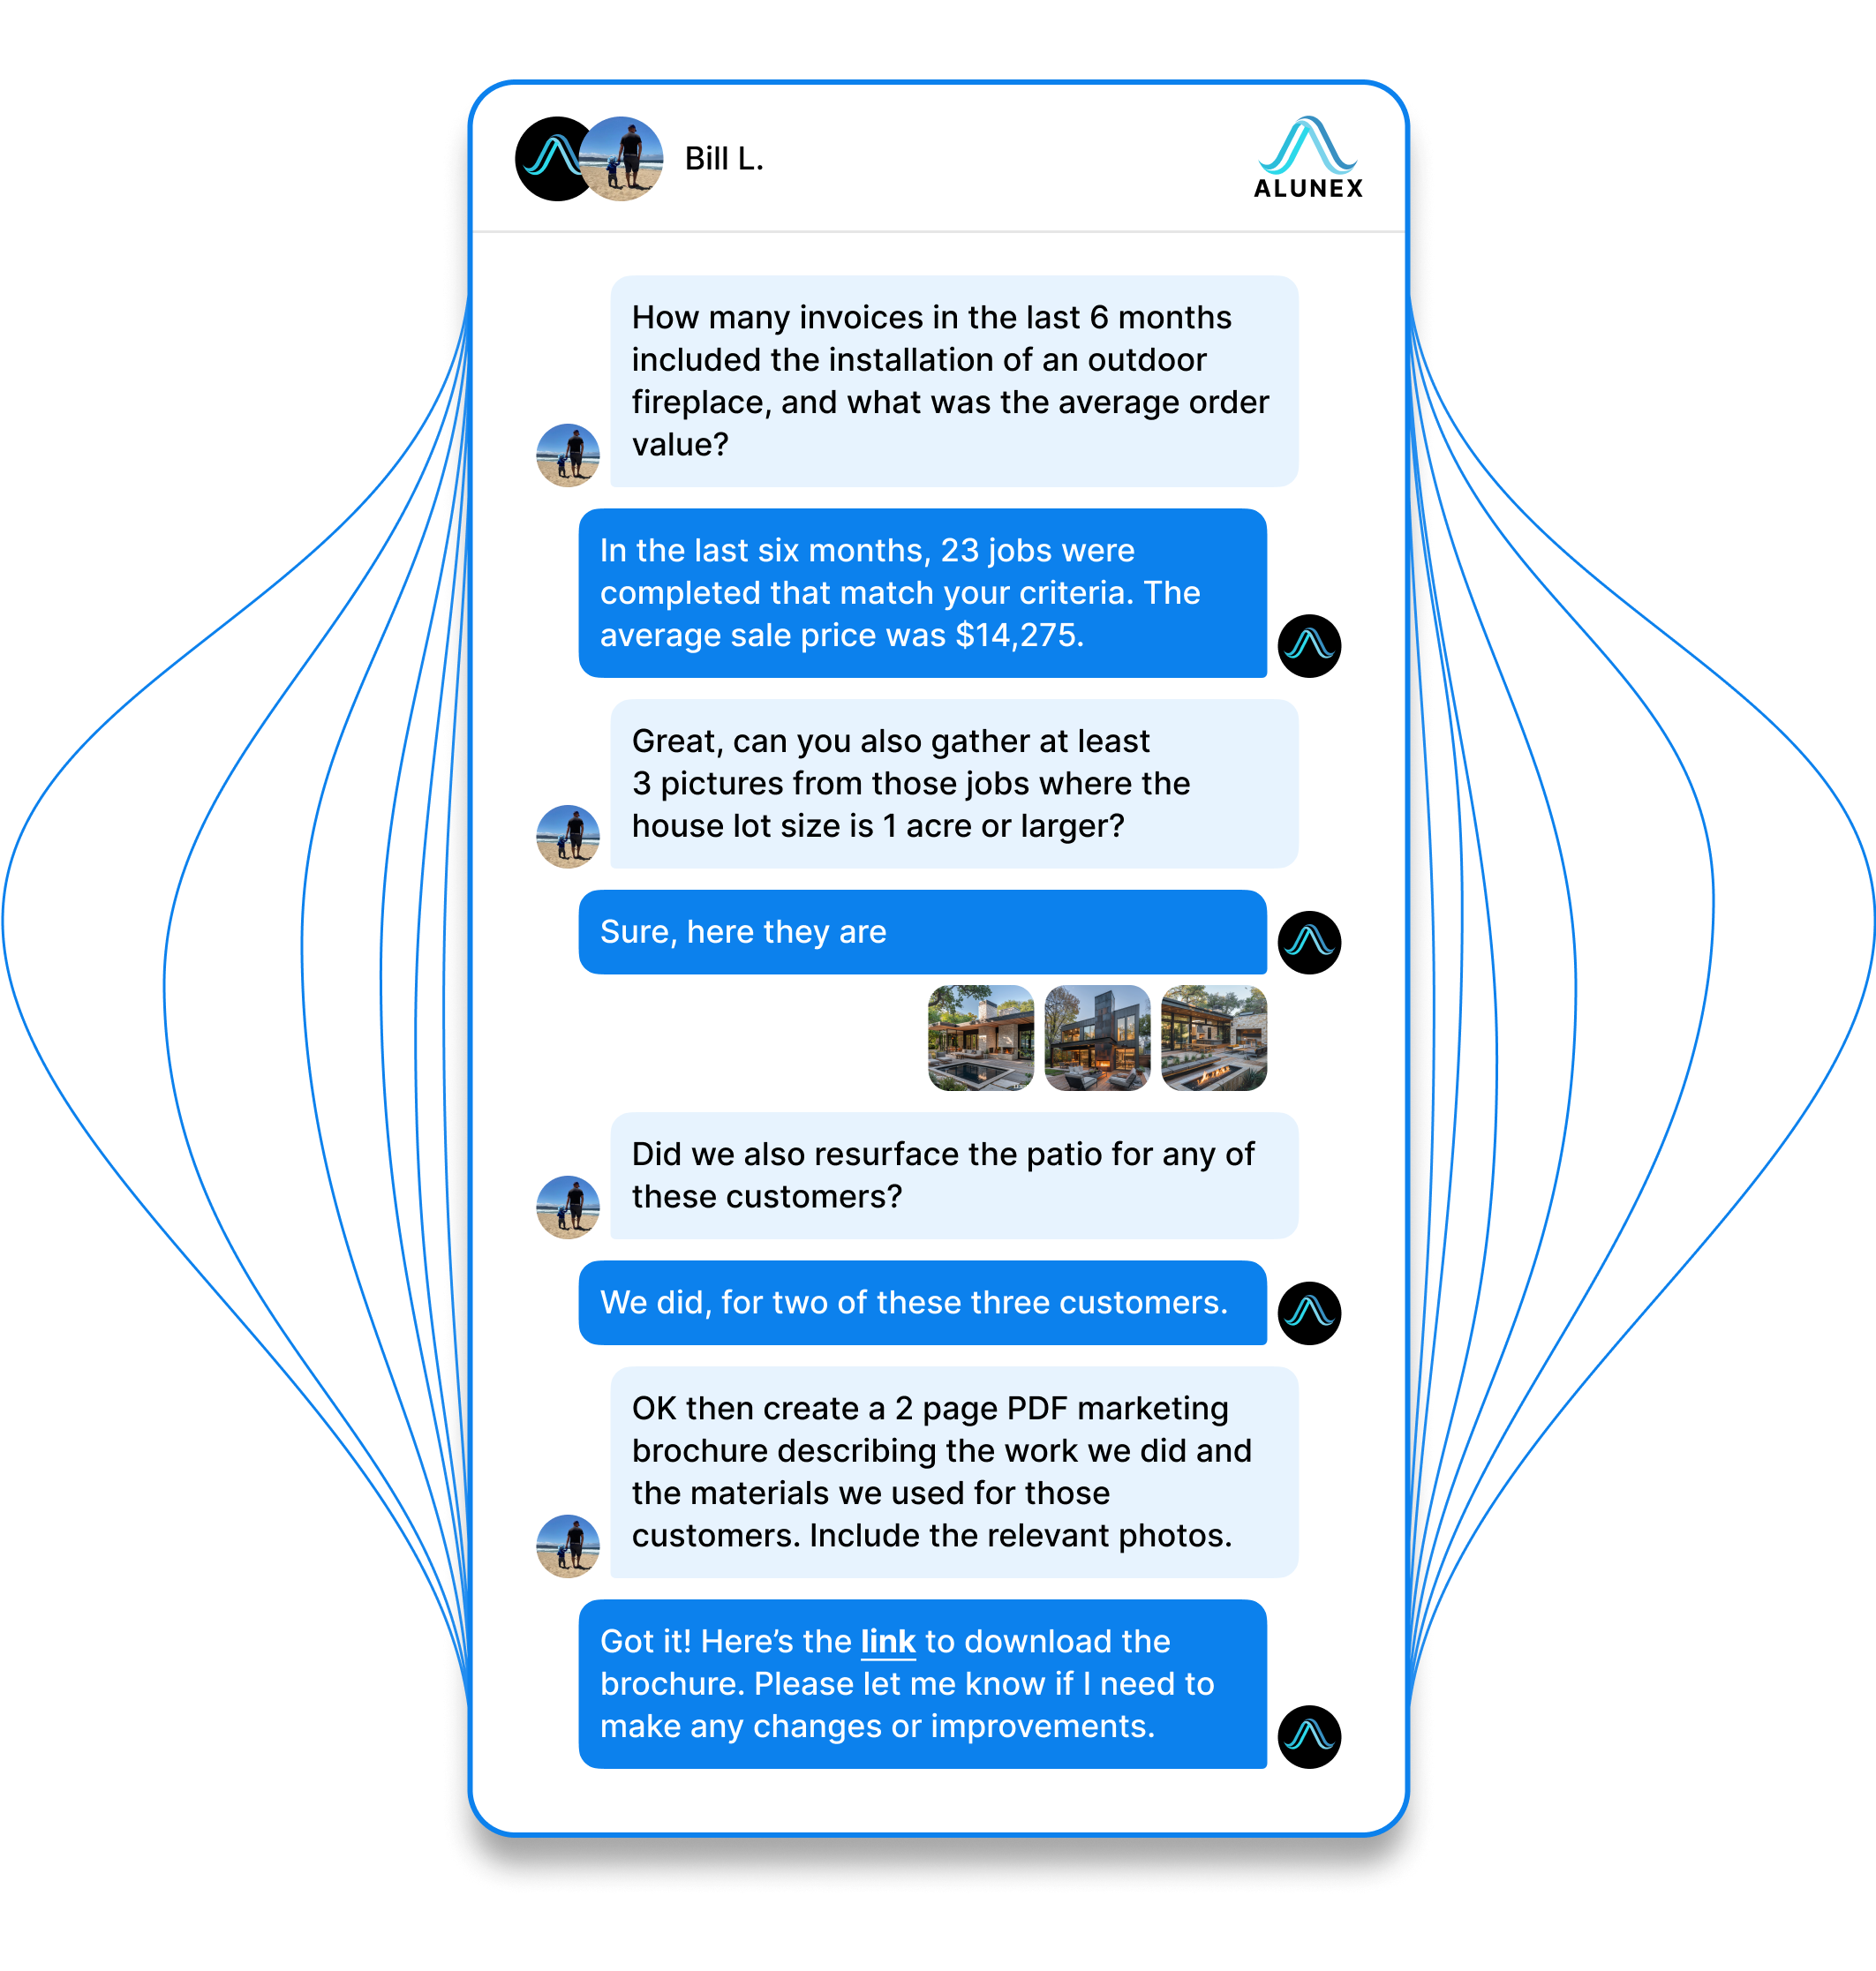 Bill L.
ALUNEX
How many invoices in the last 6 months
included the installation of an outdoor
fireplace, and what was the average order
value?
In the last six months, 23 jobs were
completed that match your criteria. The
average sale price was $14,275.
Great, can you also gather at least
3 pictures from those jobs where the
house lot size is 1 acre or larger?
Sure, here they are
Did we also resurface the patio for any of
these customers?
We did, for two of these three customers.
OK then create a 2 page PDF marketing
brochure describing the work we did and
the materials we used for those
customers. Include the relevant photos.
Got it! Here’s the link to download the
brochure. Please let me know if I need to
make any changes or improvements.